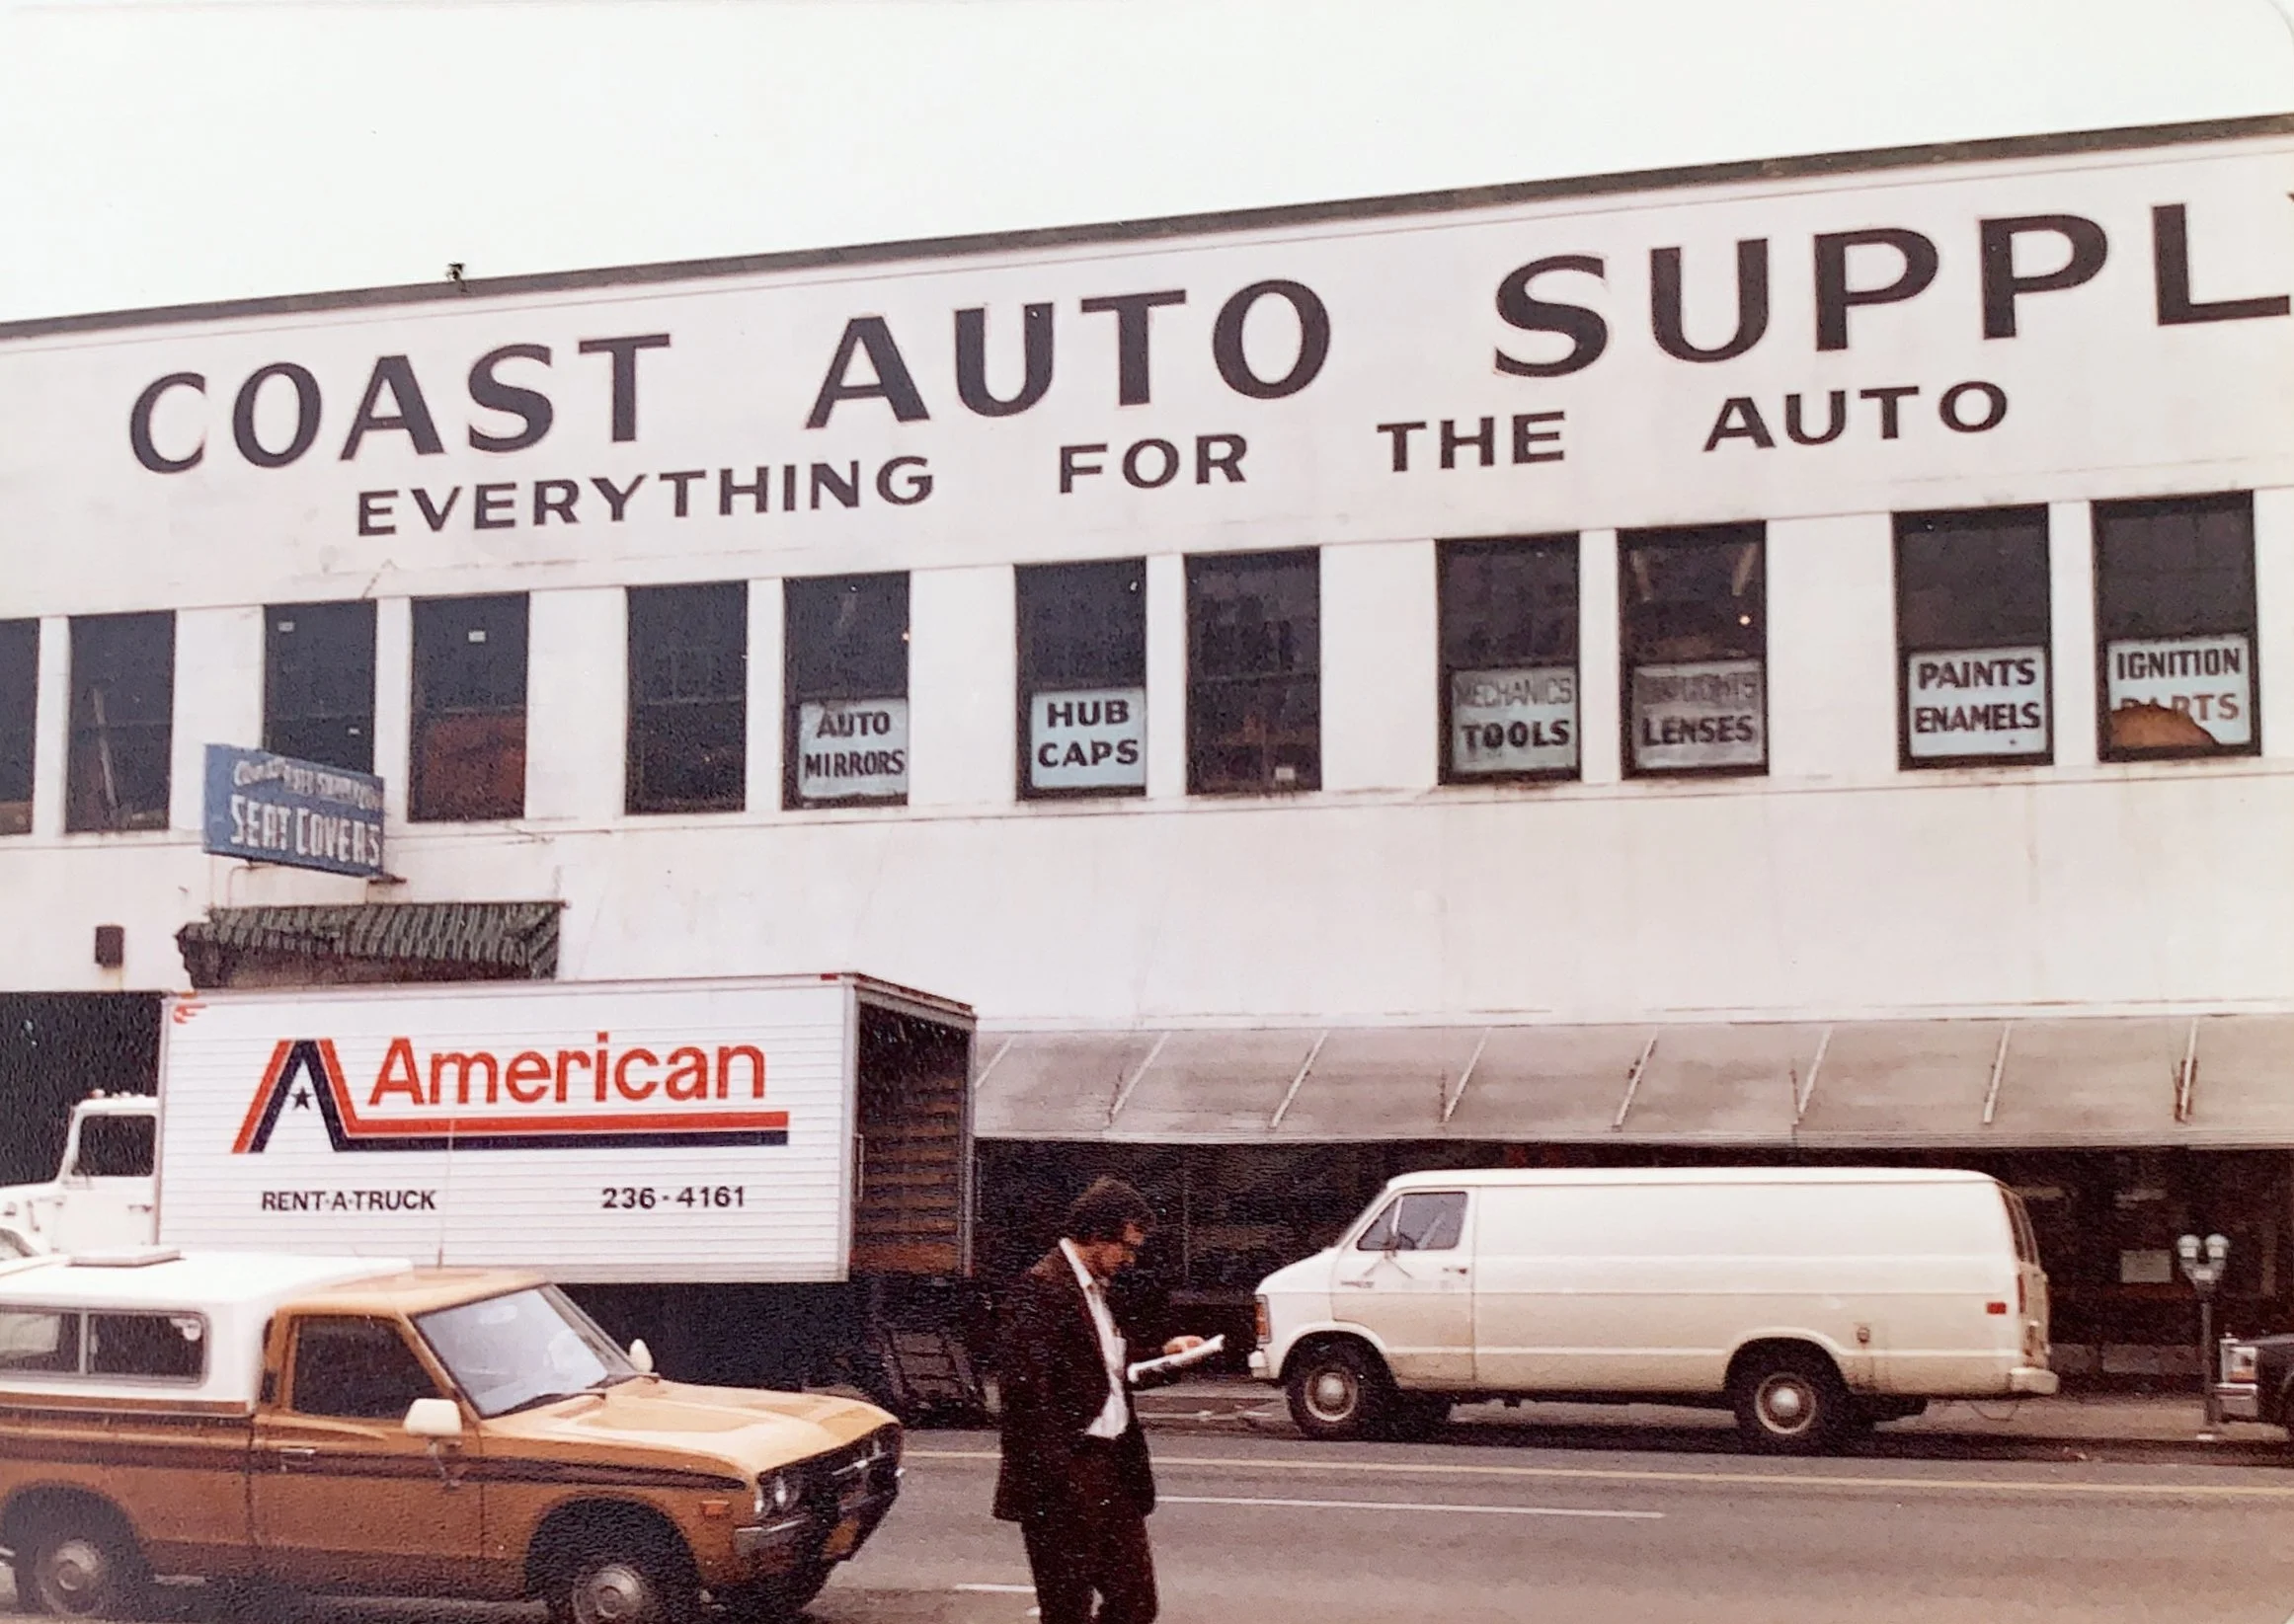 COAST AUTO SUPPL
EVERYTHING FOR THE AUTO
AUTO
MIRRORS
HUB
CAPS
MECHANICS
TOOLS
LENSES
PAINTS
ENAMELS
IGNITION
PARTS
SEAT COVERS
American
RENT-A-TRUCK 236-4161